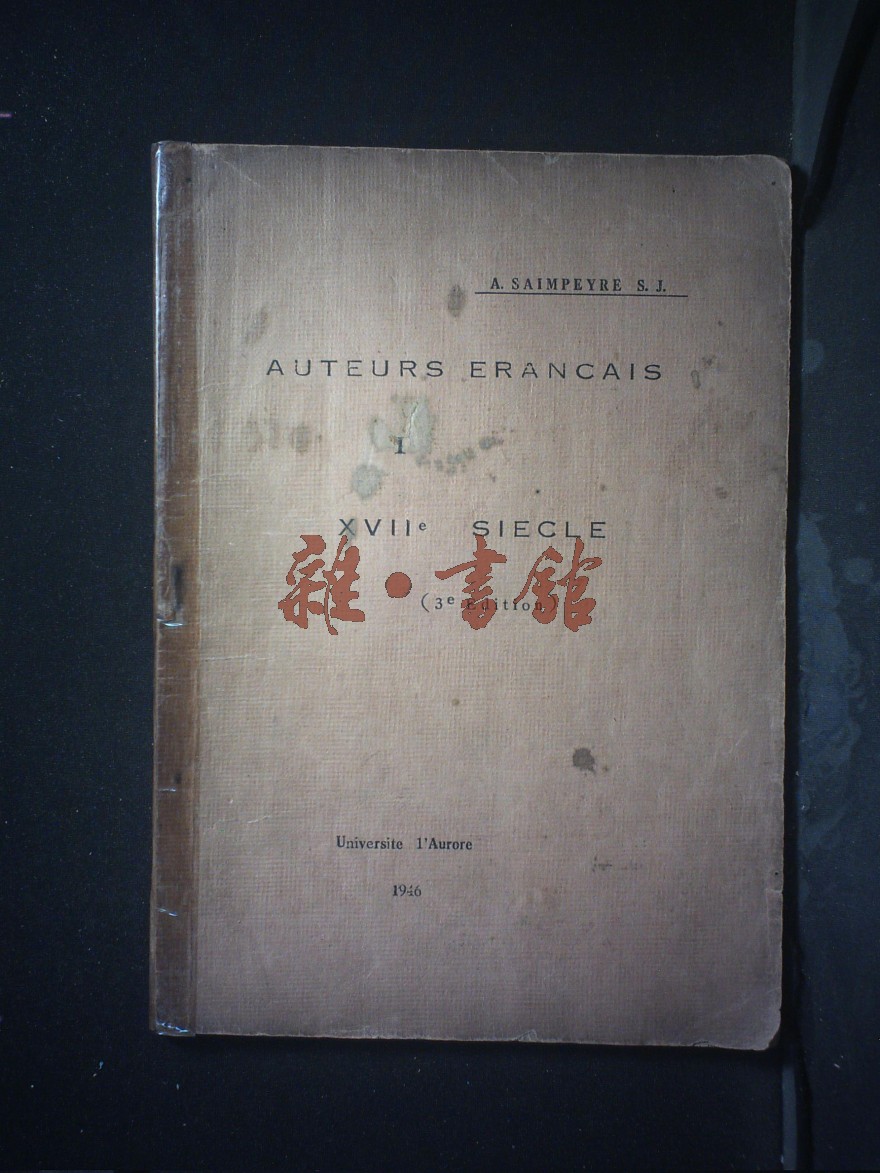 A. SAIMPEYRE S. J.
AUTEURS ERANCAIS
I
XVIIe SIECLE
雜·書館
(3e Edition)
Universite l'Aurore
1946